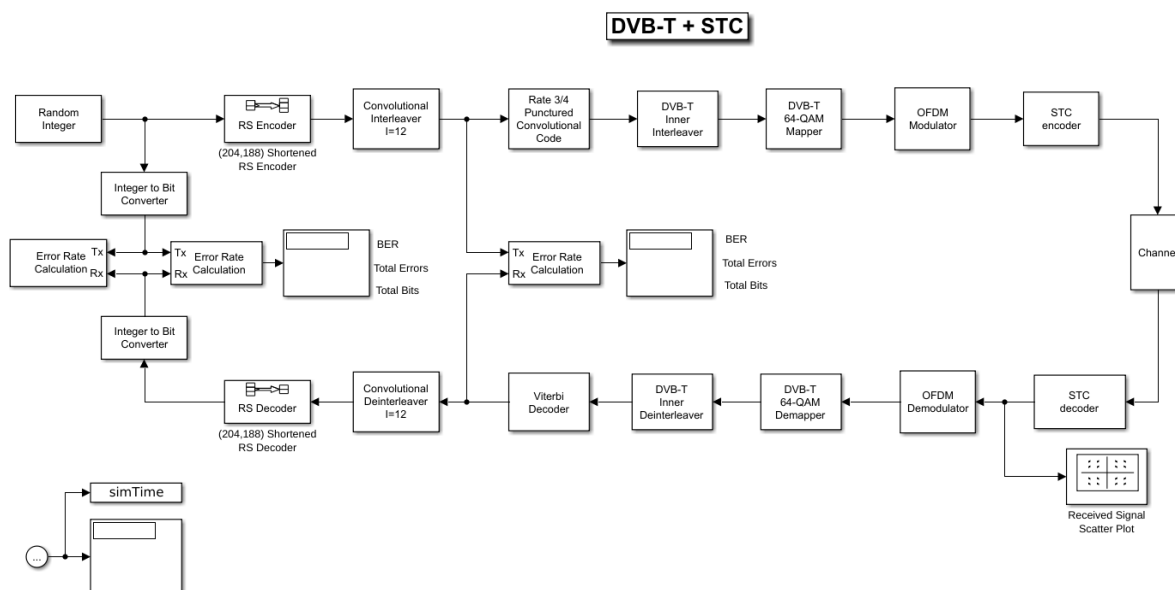 DVB-T + STC
Random
Integer
RS Encoder
(204,188) Shortened
RS Encoder
Convolutional
Interleaver
I=12
Rate 3/4
Punctured
Convolutional
Code
DVB-T
Inner
Interleaver
DVB-T
64-QAM
Mapper
OFDM
Modulator
STC
encoder
Integer to Bit
Converter
Error Rate
Calculation
Tx
Rx
Tx
Rx
Error Rate
Calculation
BER
Total Errors
Total Bits
Tx
Rx
Error Rate
Calculation
BER
Total Errors
Total Bits
Channel
Integer to Bit
Converter
RS Decoder
(204,188) Shortened
RS Decoder
Convolutional
Deinterleaver
I=12
Viterbi
Decoder
DVB-T
Inner
Deinterleaver
DVB-T
64-QAM
Demapper
OFDM
Demodulator
STC
decoder
Received Signal
Scatter Plot
simTime
...